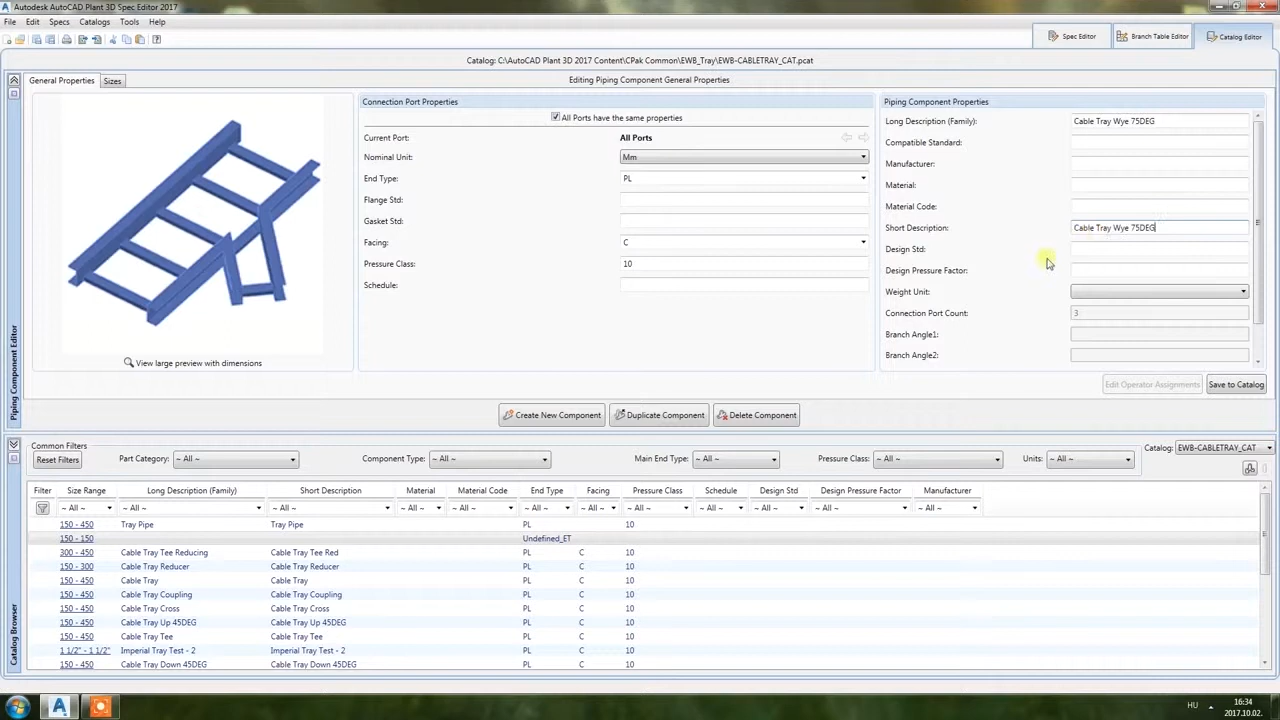 Autodesk AutoCAD Plant 3D Spec Editor 2017
File Edit Specs Catalogs Tools Help
Spec Editor Branch Table Editor Catalog Editor
Catalog: C:\AutoCAD Plant 3D 2017 Content\CPak Common\EWB_Tray\EWB-CABLETRAY_CAT.pcat
General Properties Sizes Editing Piping Component General Properties
Connection Port Properties Piping Component Properties
All Ports have the same properties Long Description (Family): Cable Tray Wye 75DEG
Current Port: All Ports Compatible Standard:
Nominal Unit: Mm Manufacturer:
End Type: PL Material:
Flange Std: Material Code:
Gasket Std: Short Description: Cable Tray Wye 75DEG
Facing: C Design Std:
Pressure Class: 10 Design Pressure Factor:
Schedule: Weight Unit:
Connection Port Count: 3
Branch Angle1:
Branch Angle2:
View large preview with dimensions
Edit Operator Assignments Save to Catalog
Piping Component Editor
Create New Component Duplicate Component Delete Component
Common Filters
Reset Filters Part Category: ~ All ~ Component Type: ~ All ~ Main End Type: ~ All ~ Pressure Class: ~ All ~ Units: ~ All ~ Catalog: EWB-CABLETRAY_CAT
Filter Size Range Long Description (Family) Short Description Material Material Code End Type Facing Pressure Class Schedule Design Std Design Pressure Factor Manufacturer
~ All ~ ~ All ~ ~ All ~ ~ All ~ ~ All ~ ~ All ~ ~ All ~ ~ All ~ ~ All ~ ~ All ~ ~ All ~ ~ All ~
150 - 450 Tray Pipe Tray Pipe PL 10
150 - 150 Undefined_ET
300 - 450 Cable Tray Tee Reducing Cable Tray Tee Red PL C 10
150 - 300 Cable Tray Reducer Cable Tray Reducer PL C 10
150 - 450 Cable Tray Cable Tray PL C 10
150 - 450 Cable Tray Coupling Cable Tray Coupling PL C 10
150 - 450 Cable Tray Cross Cable Tray Cross PL C 10
150 - 450 Cable Tray Up 45DEG Cable Tray Up 45DEG PL C 10
150 - 450 Cable Tray Tee Cable Tray Tee PL C 10
1 1/2" - 1 1/2" Imperial Tray Test - 2 Imperial Tray Test - 2 PL C 10
150 - 450 Cable Tray Down 45DEG Cable Tray Down 45DEG PL C 10
Catalog Browser
HU 16:34
2017.10.02.